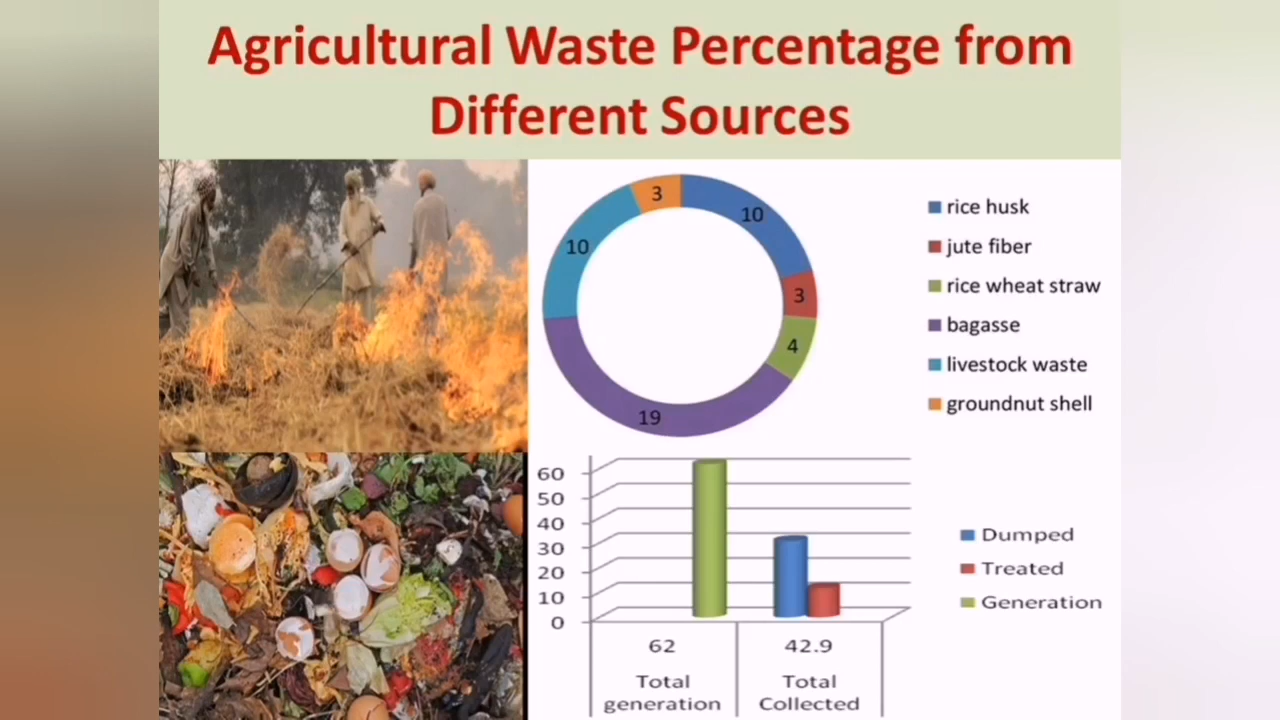 Agricultural Waste Percentage from
Different Sources
3
10
10
3
4
19
rice husk
jute fiber
rice wheat straw
bagasse
livestock waste
groundnut shell
60
50
40
30
20
10
0
Dumped
Treated
Generation
62
42.9
Total
generation
Total
Collected